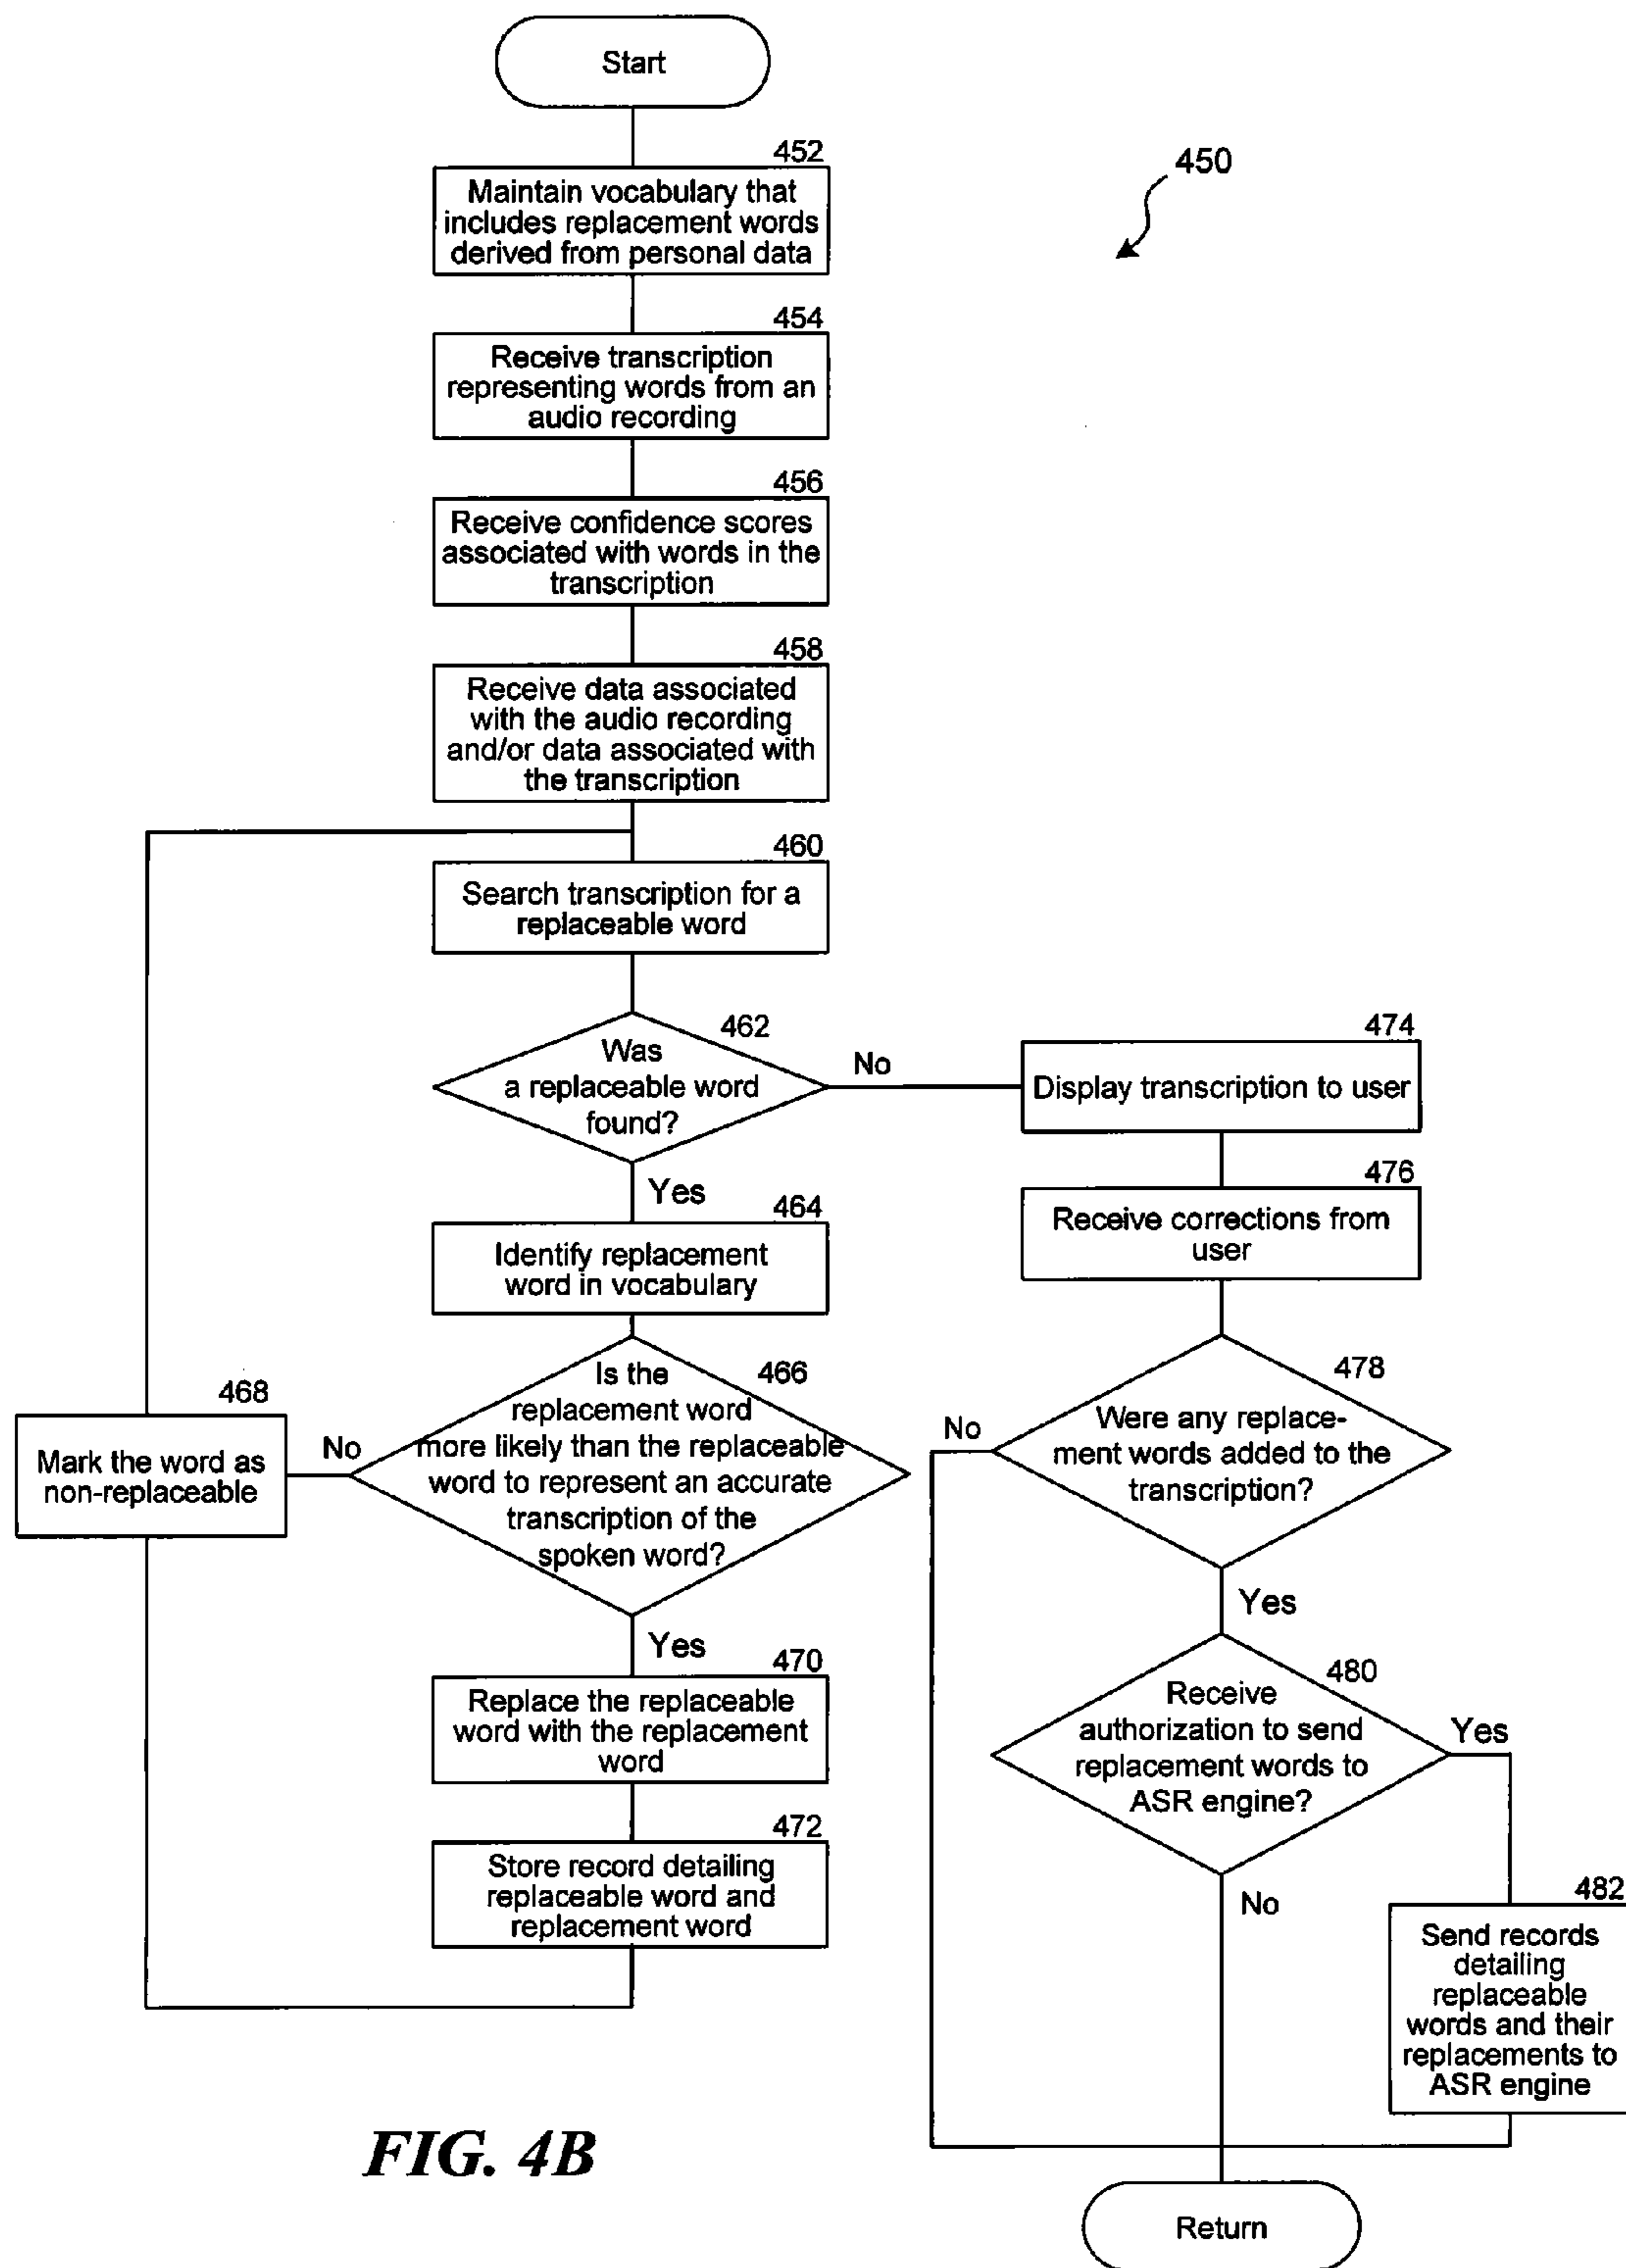 Start
450
452
Maintain vocabulary that
includes replacement words
derived from personal data
454
Receive transcription
representing words from an
audio recording
456
Receive confidence scores
associated with words in the
transcription
458
Receive data associated
with the audio recording
and/or data associated with
the transcription
460
Search transcription for a
replaceable word
462
Was
a replaceable word
found?
No
Yes
464
Identify replacement
word in vocabulary
466
Is the
replacement word
more likely than the replaceable
word to represent an accurate
transcription of the
spoken word?
No
468
Mark the word as
non-replaceable
Yes
470
Replace the replaceable
word with the replacement
word
472
Store record detailing
replaceable word and
replacement word
474
Display transcription to user
476
Receive corrections from
user
478
Were any replace-
ment words added to the
transcription?
No
Yes
480
Receive
authorization to send
replacement words to
ASR engine?
Yes
No
482
Send records
detailing
replaceable
words and their
replacements to
ASR engine
Return
FIG. 4B